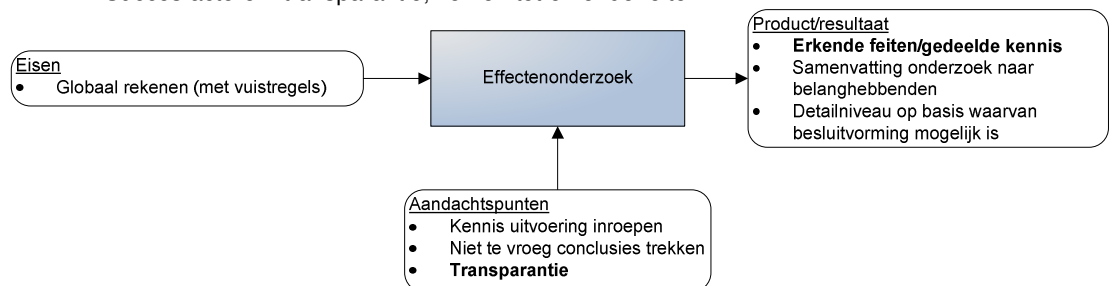 Eisen
• Globaal rekenen (met vuistregels)
Effectenonderzoek
Product/resultaat
• Erkende feiten/gedeelde kennis
• Samenvatting onderzoek naar
belanghebbenden
• Detailniveau op basis waarvan
besluitvorming mogelijk is
Aandachtspunten
• Kennis uitvoering inroepen
• Niet te vroeg conclusies trekken
• Transparantie